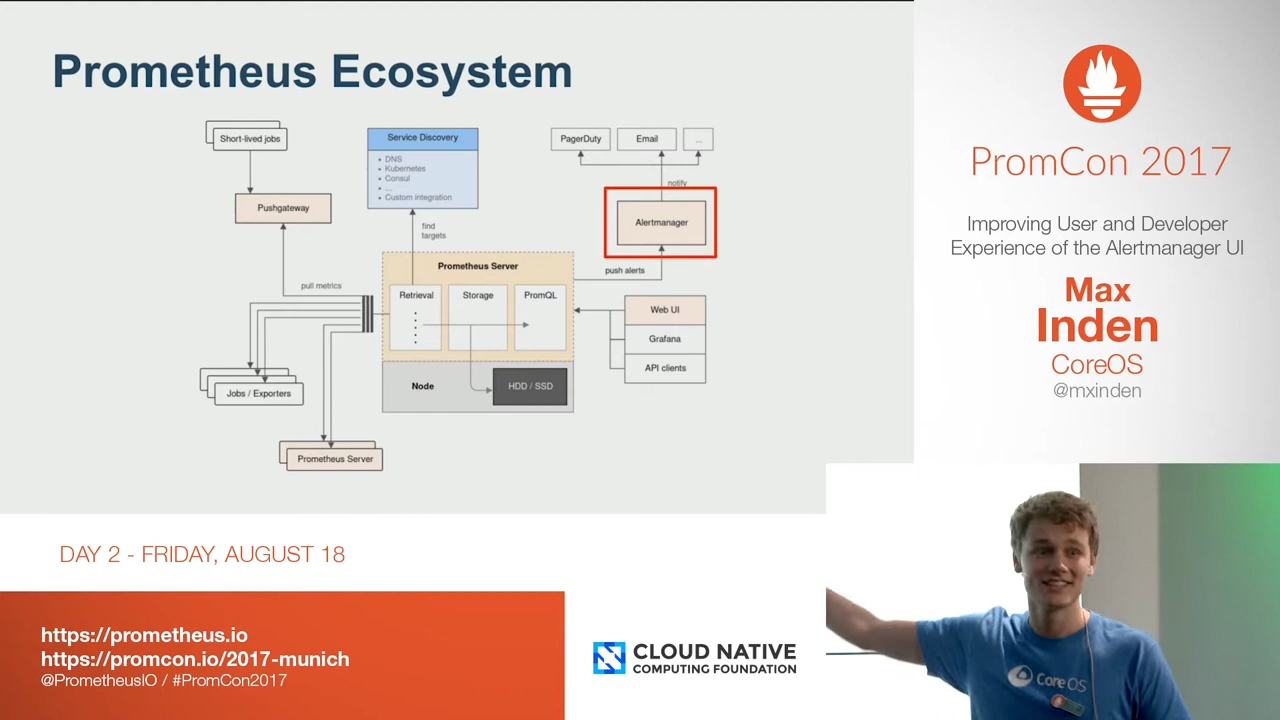 Prometheus Ecosystem
Short-lived jobs
Pushgateway
pull metrics
Jobs / Exporters
Prometheus Server
Service Discovery
• DNS
• Kubernetes
• Consul
• ...
• Custom integration
find
targets
Prometheus Server
Retrieval
Storage
PromQL
Node
HDD / SSD
PagerDuty
Email
...
notify
Alertmanager
push alerts
Web UI
Grafana
API clients
PromCon 2017
Improving User and Developer
Experience of the Alertmanager UI
Max
Inden
CoreOS
@mxinden
DAY 2 - FRIDAY, AUGUST 18
https://prometheus.io
https://promcon.io/2017-munich
@PrometheusIO / #PromCon2017
CLOUD NATIVE
COMPUTING FOUNDATION
CoreOS